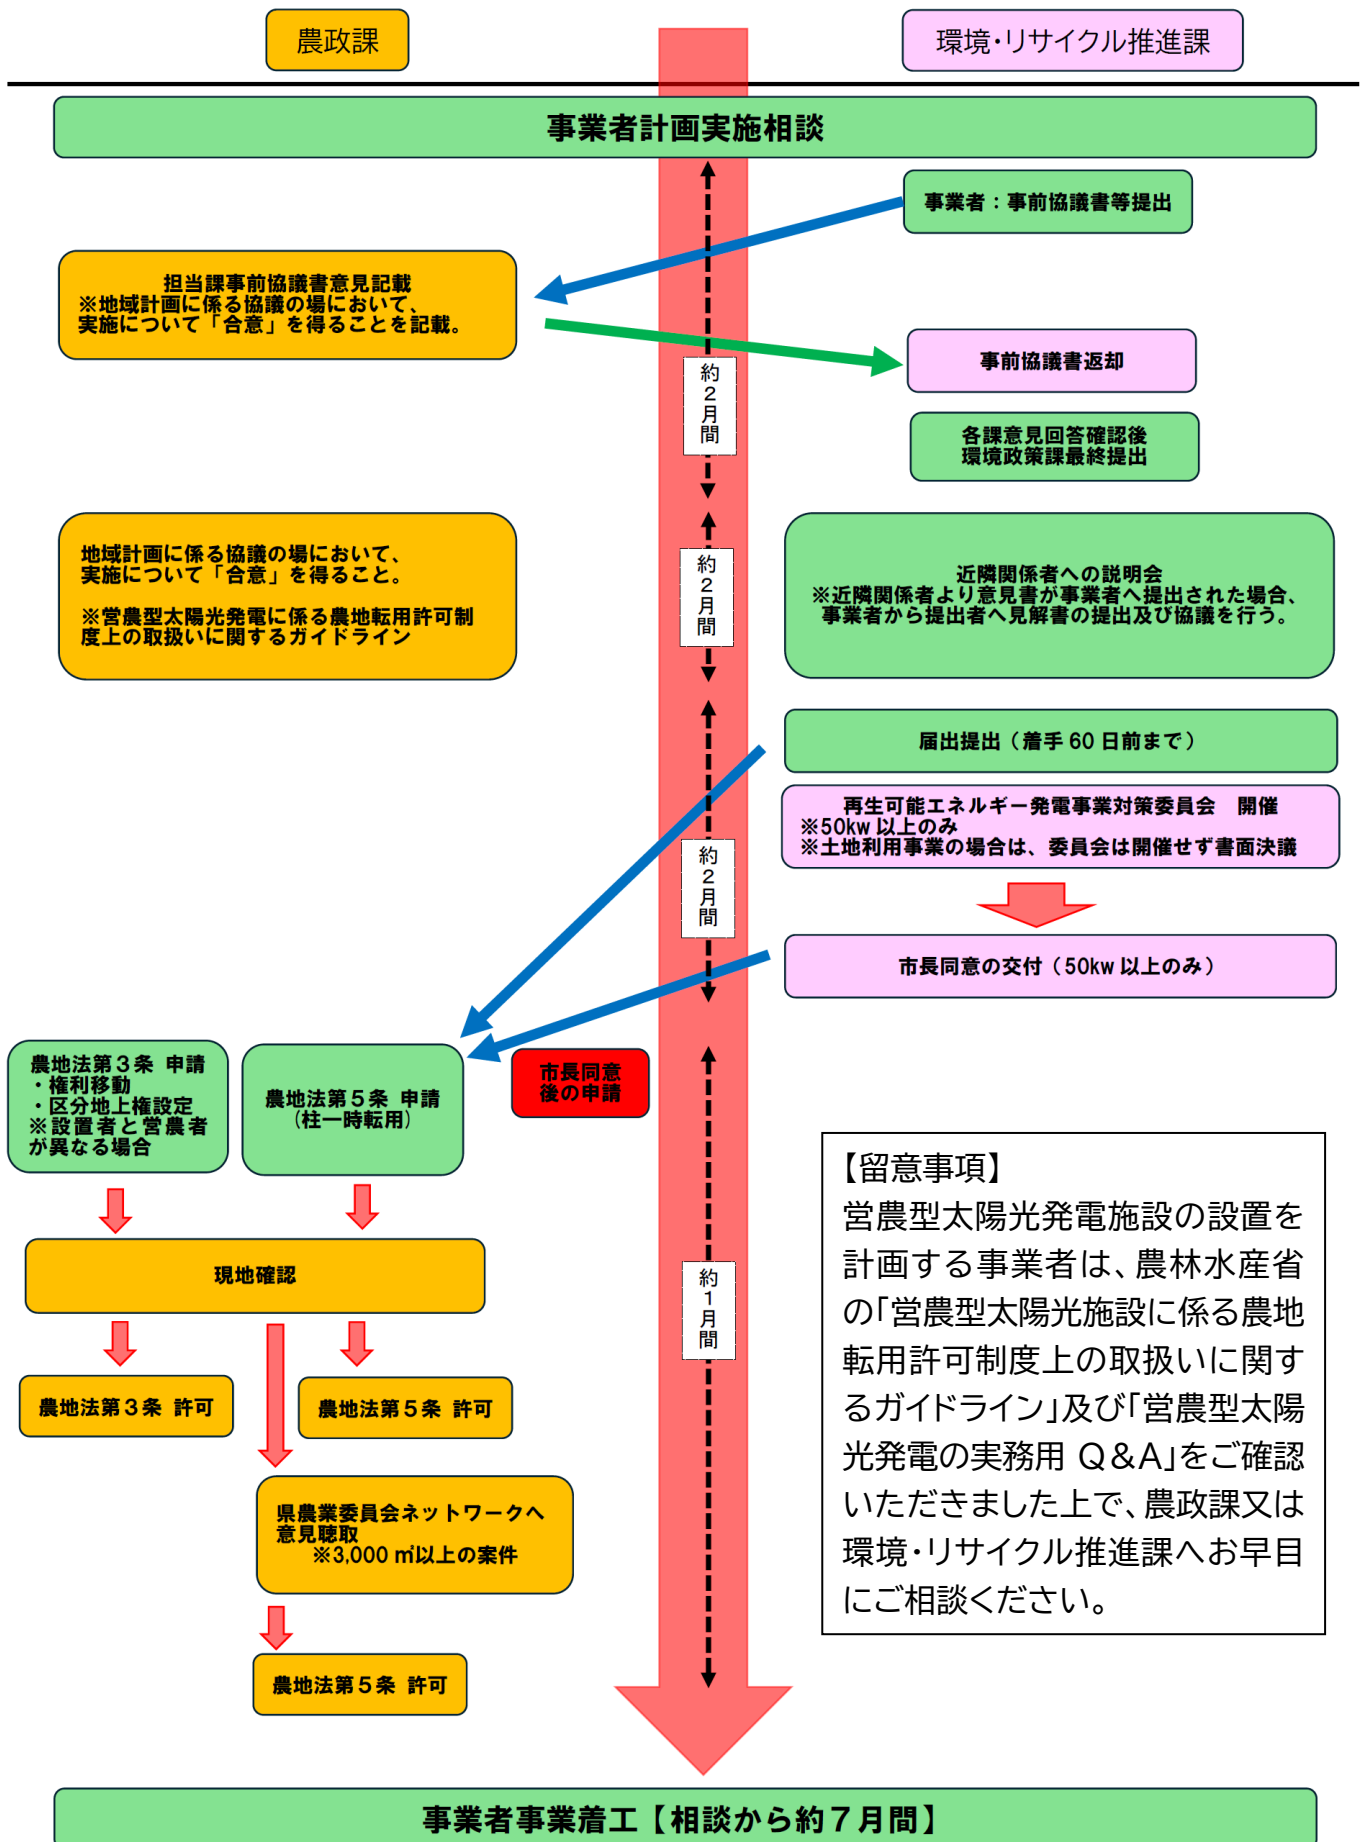 農政課
環境・リサイクル推進課
事業者計画実施相談
事業者：事前協議書等提出
担当課事前協議書意見記載
※地域計画に係る協議の場において、
実施について「合意」を得ることを記載。
事前協議書返却
約2月間
各課意見回答確認後
環境政策課最終提出
地域計画に係る協議の場において、
実施について「合意」を得ること。
※営農型太陽光発電に係る農地転用許可制
度上の取扱いに関するガイドライン
約2月間
近隣関係者への説明会
※近隣関係者より意見書が事業者へ提出された場合、
事業者から提出者へ見解書の提出及び協議を行う。
届出提出（着手 60 日前まで）
再生可能エネルギー発電事業対策委員会　開催
※50kw 以上のみ
※土地利用事業の場合は、委員会は開催せず書面決議
約2月間
市長同意の交付（50kw 以上のみ）
農地法第３条 申請
・権利移動
・区分地上権設定
※設置者と営農者
が異なる場合
農地法第５条 申請
(柱一時転用)
市長同意
後の申請
現地確認
農地法第３条 許可
農地法第５条 許可
県農業委員会ネットワークへ
意見聴取
※3,000 ㎡以上の案件
農地法第５条 許可
約1月間
【留意事項】
営農型太陽光発電施設の設置を
計画する事業者は、農林水産省
の「営農型太陽光施設に係る農地
転用許可制度上の取扱いに関す
るガイドライン」及び「営農型太陽
光発電の実務用 Ｑ＆Ａ」をご確認
いただきました上で、農政課又は
環境・リサイクル推進課へお早目
にご相談ください。
事業者事業着工【相談から約７月間】